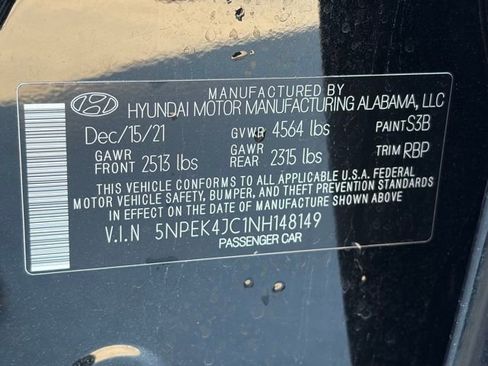 MANUFACTURED BY
HYUNDAI MOTOR MANUFACTURING ALABAMA, LLC
Dec/15/21 GVWR 4564 lbs PAINT S3B
GAWR FRONT 2513 lbs GAWR REAR 2315 lbs TRIM RBP
THIS VEHICLE CONFORMS TO ALL APPLICABLE U.S.A. FEDERAL
MOTOR VEHICLE SAFETY, BUMPER, AND THEFT PREVENTION STANDARDS
IN EFFECT ON THE DATE OF MANUFACTURE SHOWN ABOVE
V.I.N 5NPEK4JC1NH148149
PASSENGER CAR